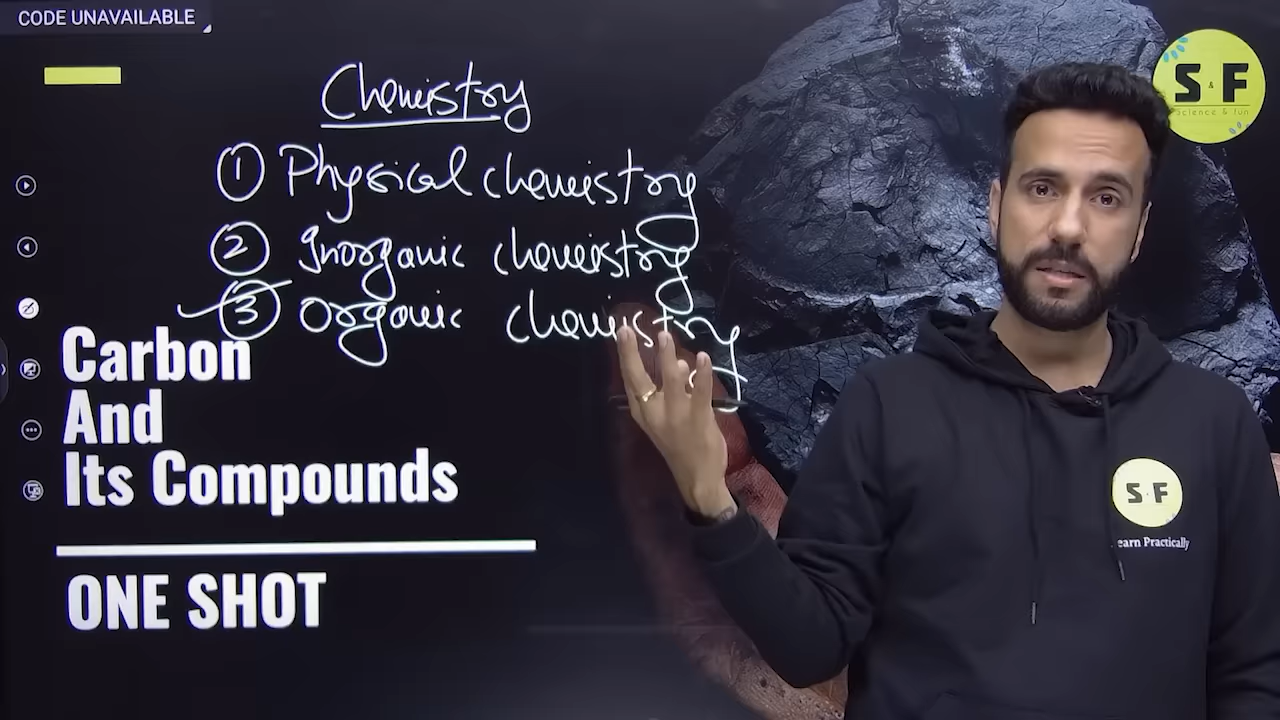 CODE UNAVAILABLE
Chemistry
① Physical chemistry
② Inorganic chemistry
③ Organic chemistry
Carbon
And
Its Compounds
ONE SHOT
S & F
Science & fun
S F
earn Practically